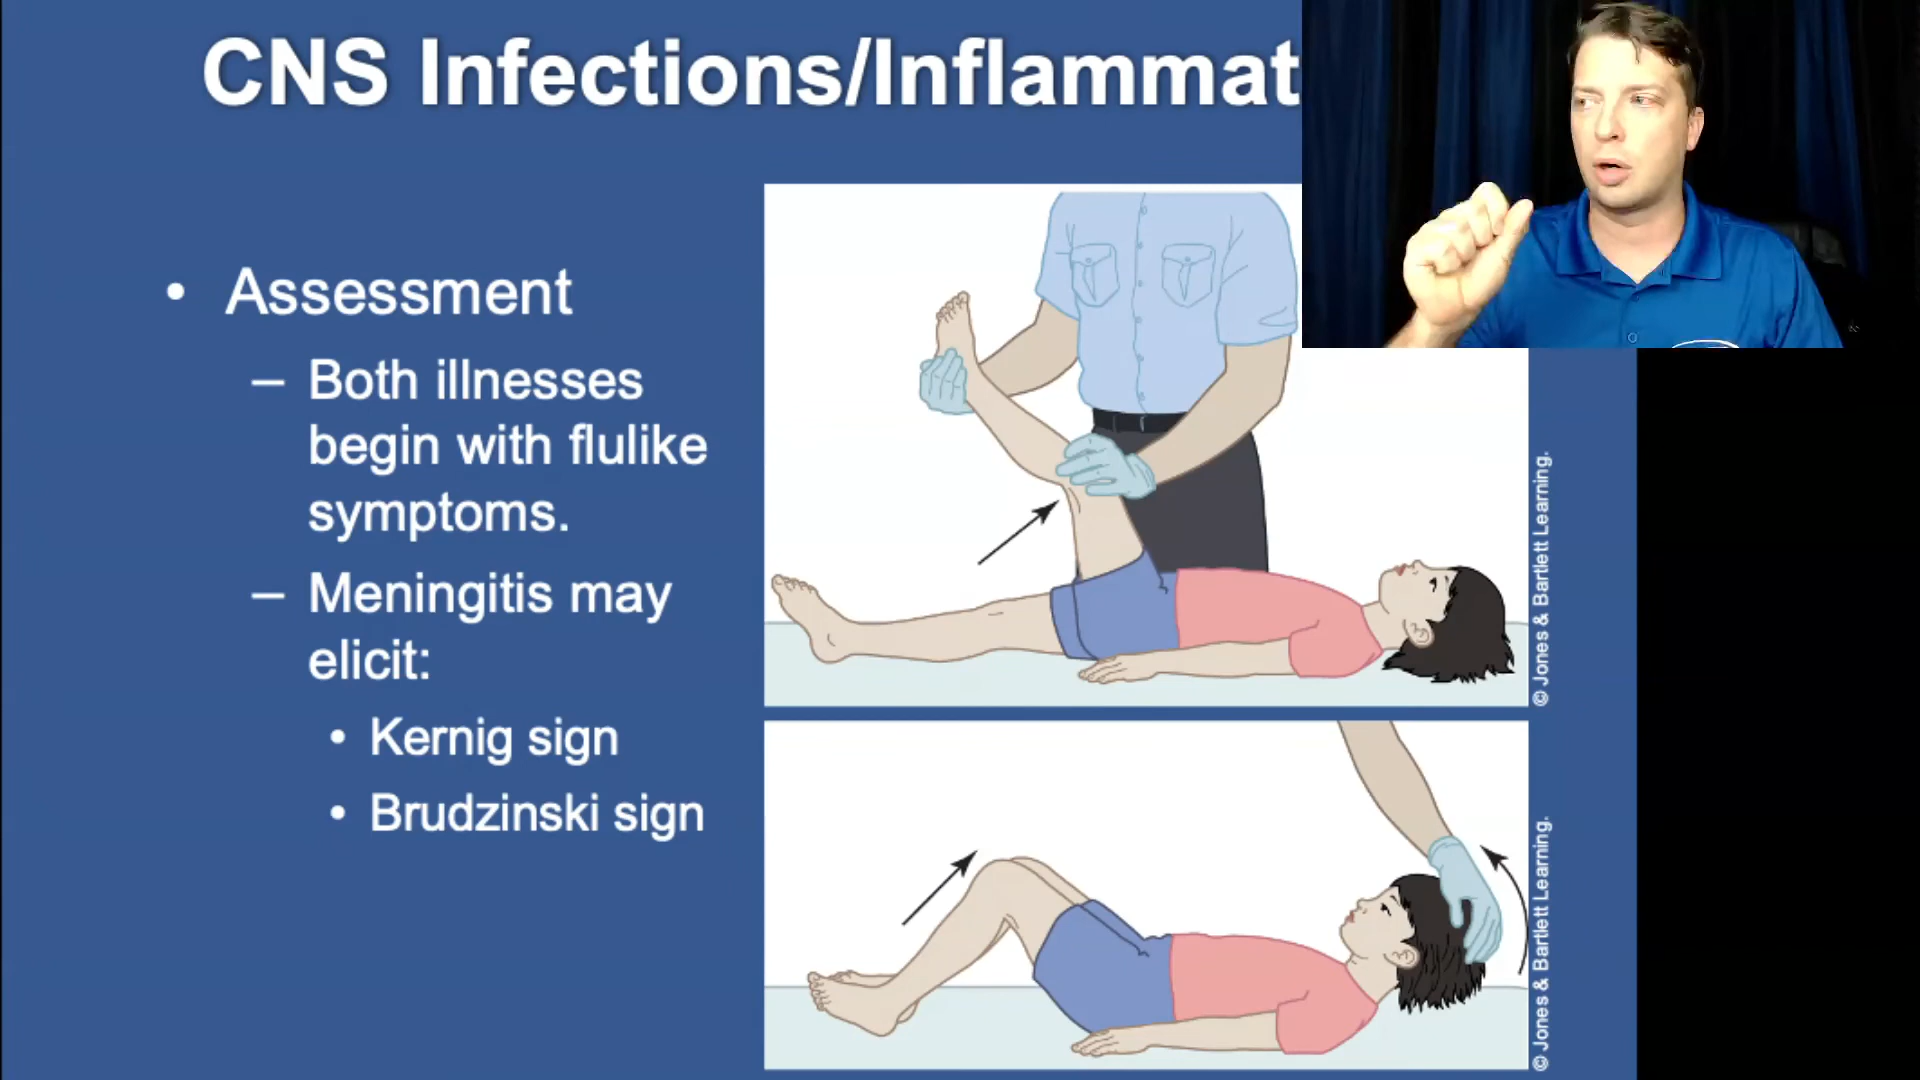 CNS Infections/Inflammat
• Assessment
– Both illnesses
begin with flulike
symptoms.
– Meningitis may
elicit:
• Kernig sign
• Brudzinski sign
© Jones & Bartlett Learning.
© Jones & Bartlett Learning.